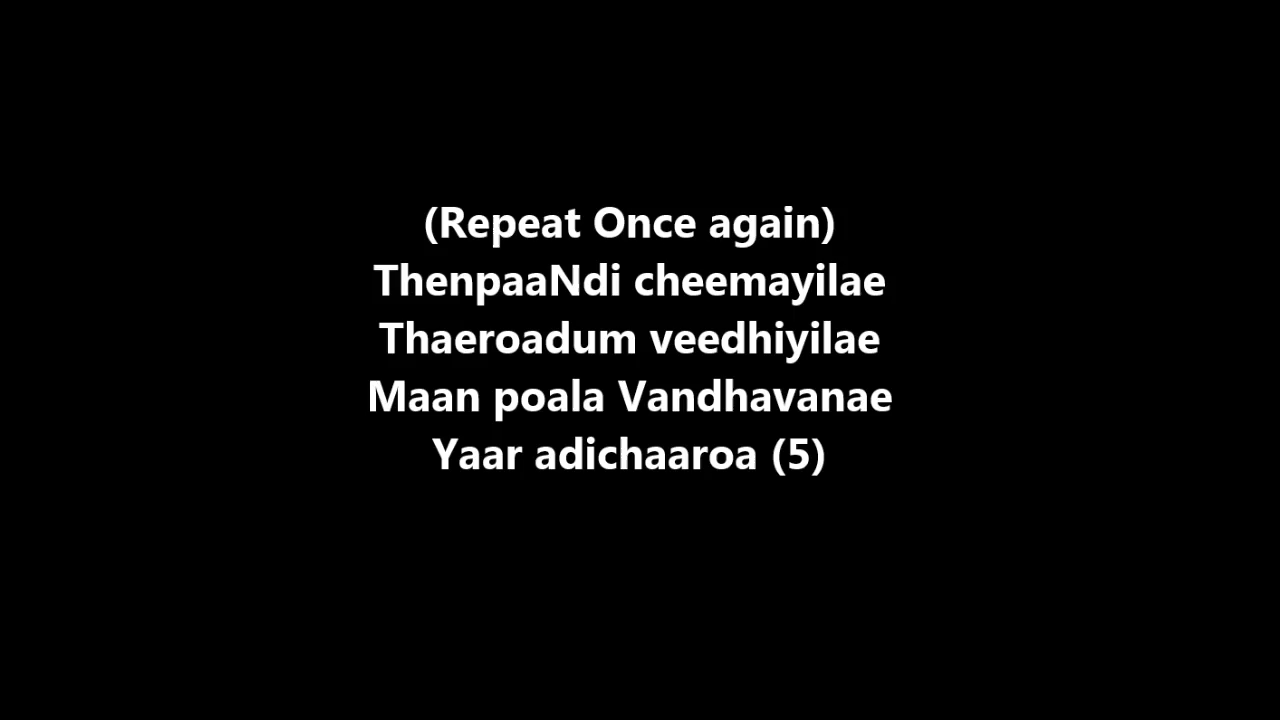 (Repeat Once again)
ThenpaaNdi cheemayilae
Thaeroadum veedhiyilae
Maan poala Vandhavanae
Yaar adichaaroa (5)